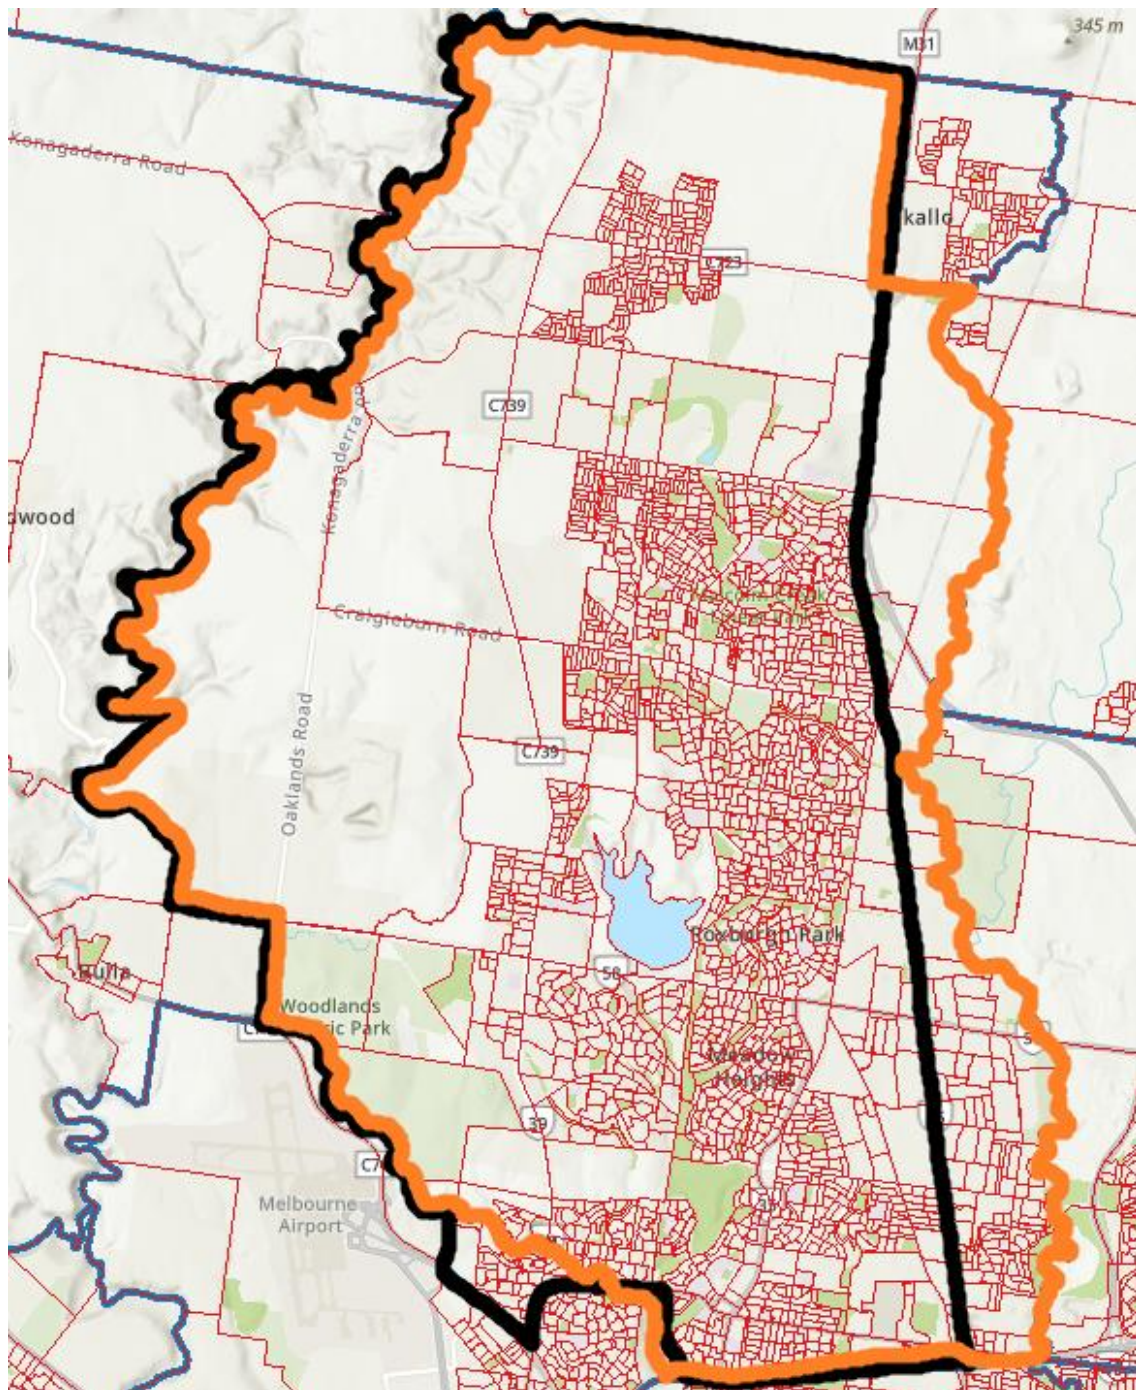 345 m
M31
Konagaderra Road
kallo
C723
C739
Konagaderra Rd
dwood
Craigieburn Road
Oaklands Road
C739
Roxburgh Park
Bulla
58
Woodlands
ric Park
Meadow
Heights
39
Melbourne
Airport